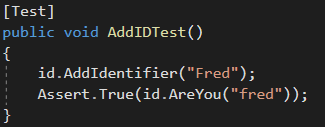 [Test]
public void AddIDTest()
{
    id.AddIdentifier("Fred");
    Assert.True(id.AreYou("fred"));
}